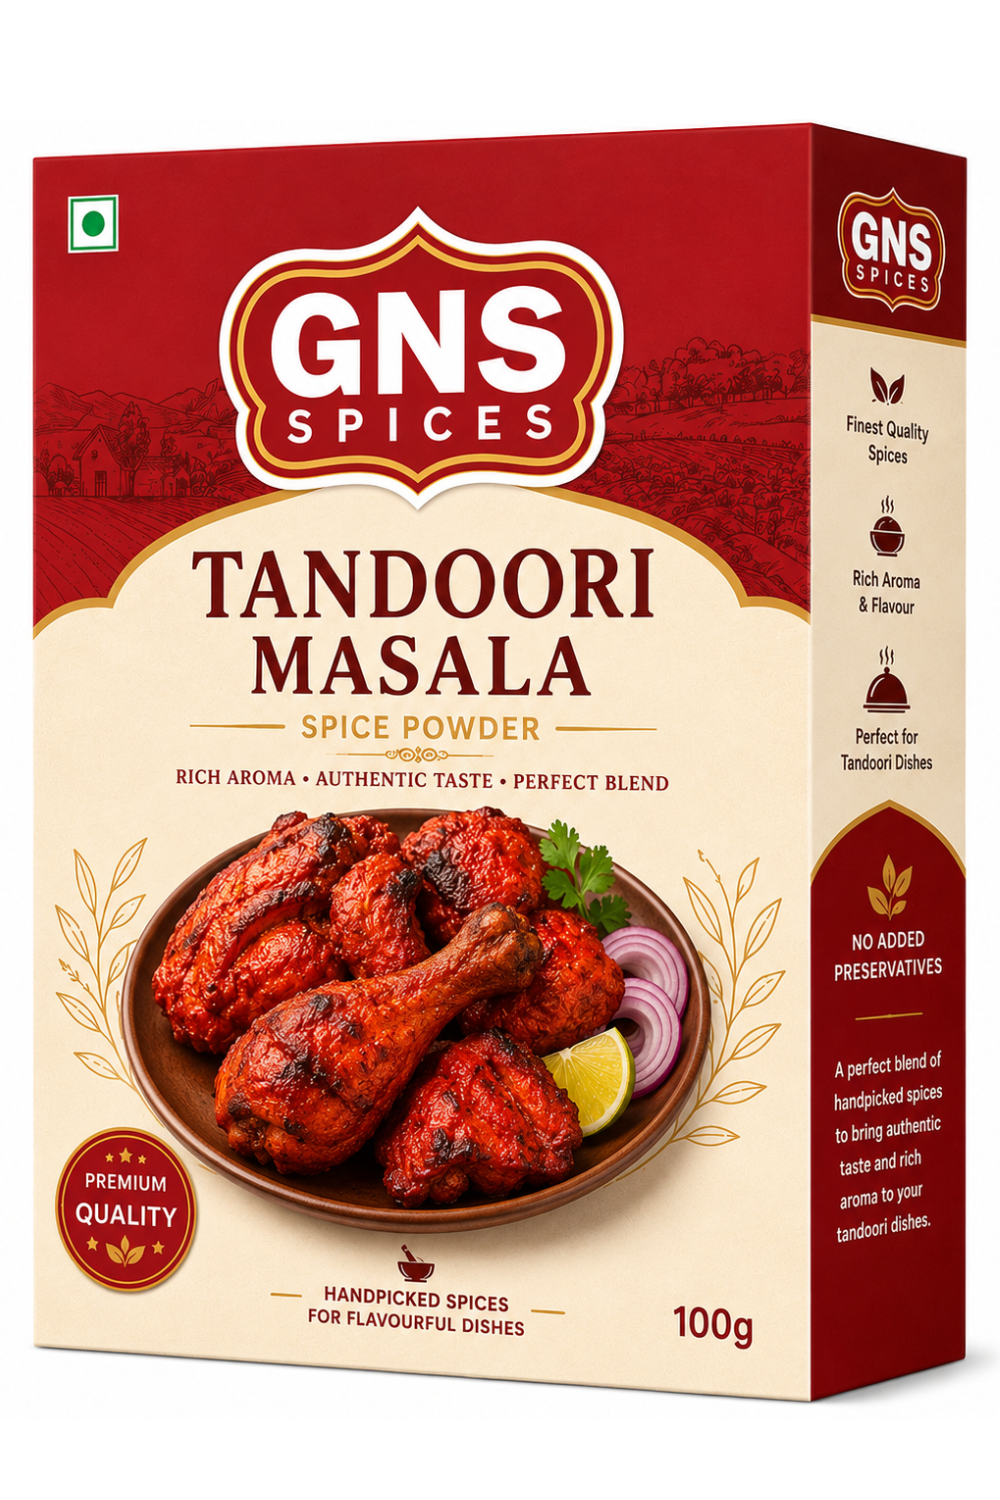 GNS
SPICES
TANDOORI
MASALA
SPICE POWDER
RICH AROMA • AUTHENTIC TASTE • PERFECT BLEND
PREMIUM
QUALITY
HANDPICKED SPICES
FOR FLAVOURFUL DISHES
100g
GNS
SPICES
Finest Quality
Spices
Rich Aroma
& Flavour
Perfect for
Tandoori Dishes
NO ADDED
PRESERVATIVES
A perfect blend of
handpicked spices
to bring authentic
taste and rich
aroma to your
tandoori dishes.